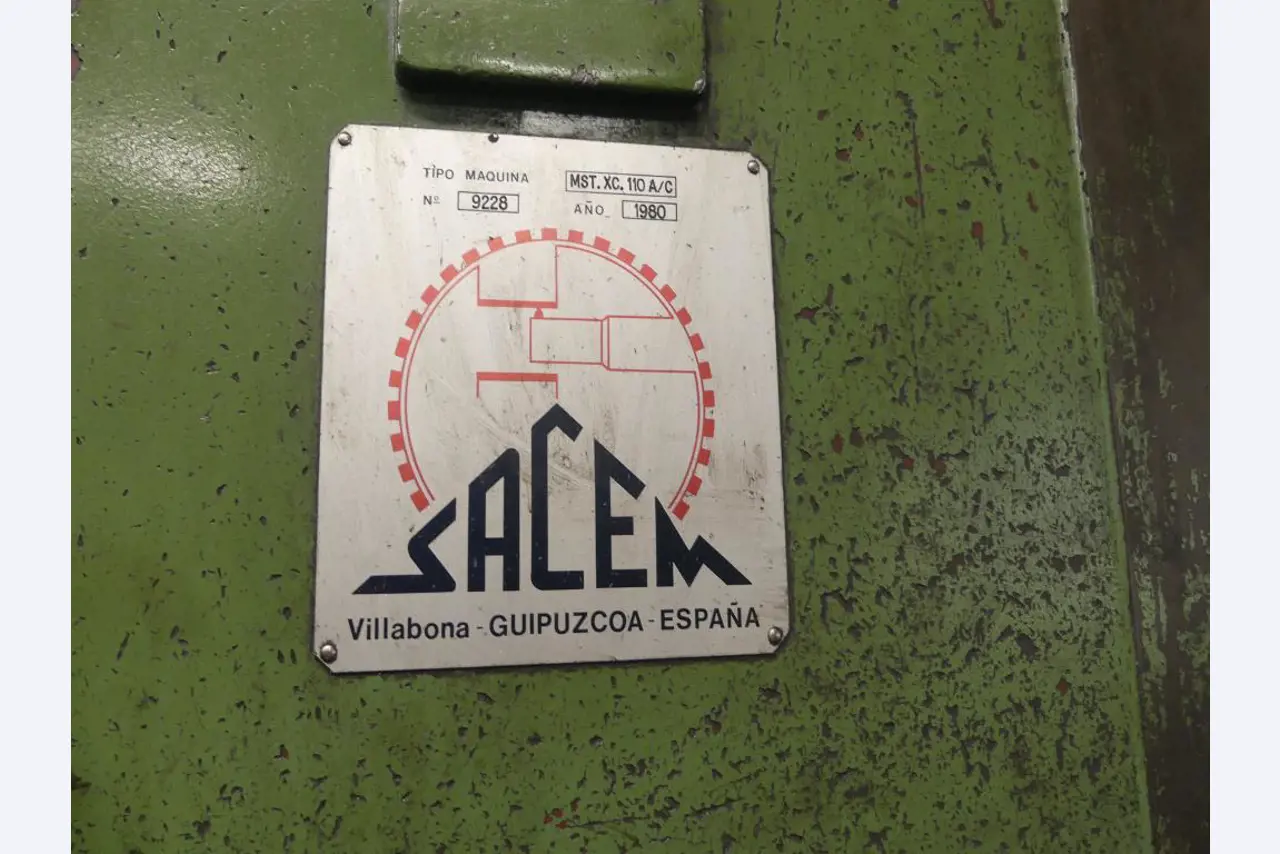 TIPO MAQUINA MST. XC. 110 A/C
Nº 9228 AÑO 1980
SACEM
Villabona - GUIPUZCOA - ESPAÑA